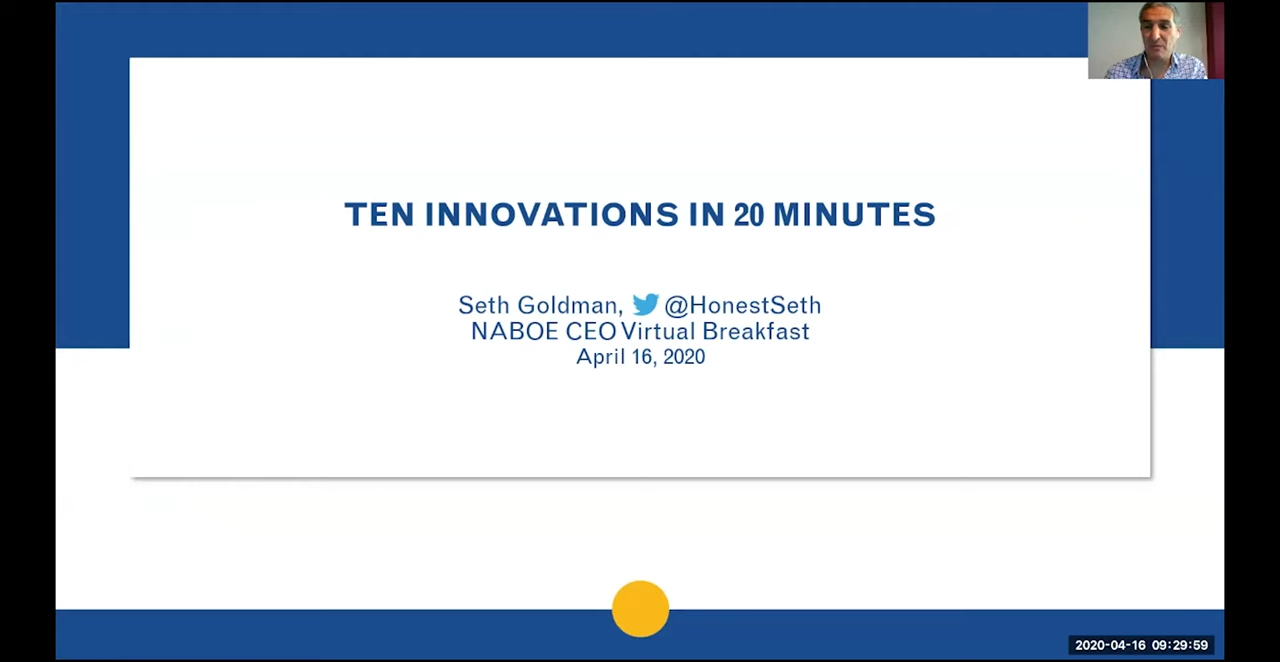 TEN INNOVATIONS IN 20 MINUTES
Seth Goldman, @HonestSeth
NABOE CEO Virtual Breakfast
April 16, 2020
2020-04-16 09:29:59